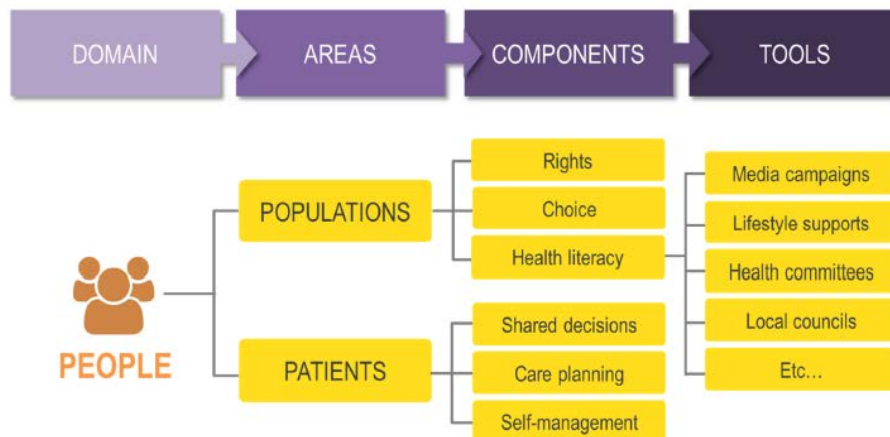 DOMAIN
AREAS
COMPONENTS
TOOLS
PEOPLE
POPULATIONS
PATIENTS
Rights
Choice
Health literacy
Shared decisions
Care planning
Self-management
Media campaigns
Lifestyle supports
Health committees
Local councils
Etc...